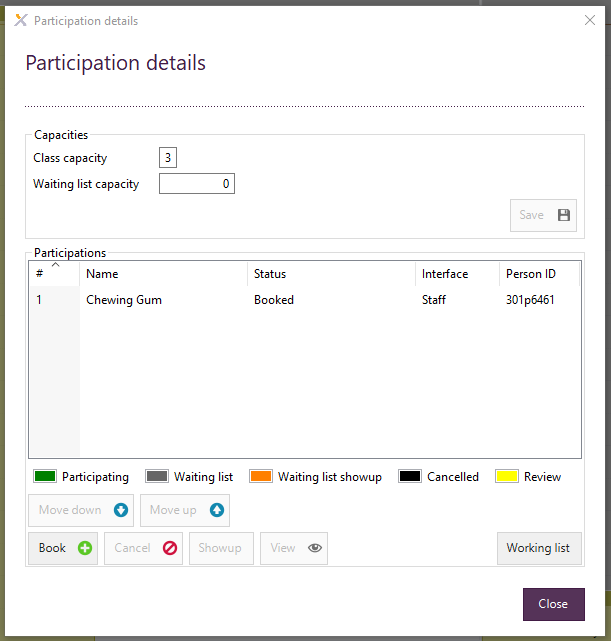 Participation details
Participation details
Capacities
Class capacity 3
Waiting list capacity 0
Save
Participations
# Name Status Interface Person ID
1 Chewing Gum Booked Staff 301p6461
Participating Waiting list Waiting list showup Cancelled Review
Move down Move up
Book Cancel Showup View Working list
Close